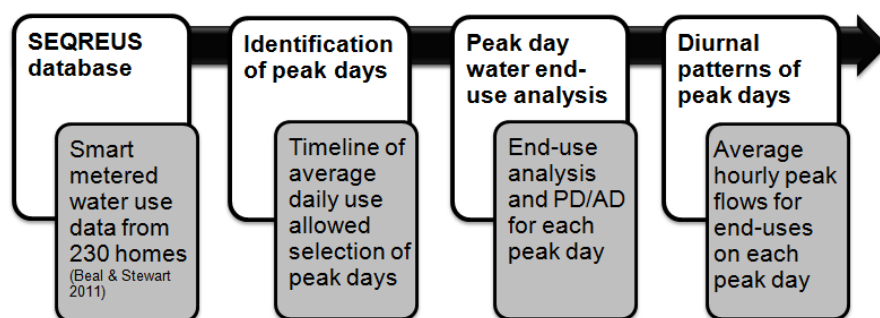 SEQREUS
database
Smart
metered
water use
data from
230 homes
(Beal & Stewart
2011)
Identification
of peak days
Timeline of
average
daily use
allowed
selection of
peak days
Peak day
water end-
use analysis
End-use
analysis
and PD/AD
for each
peak day
Diurnal
patterns of
peak days
Average
hourly peak
flows for
end-uses
on each
peak day